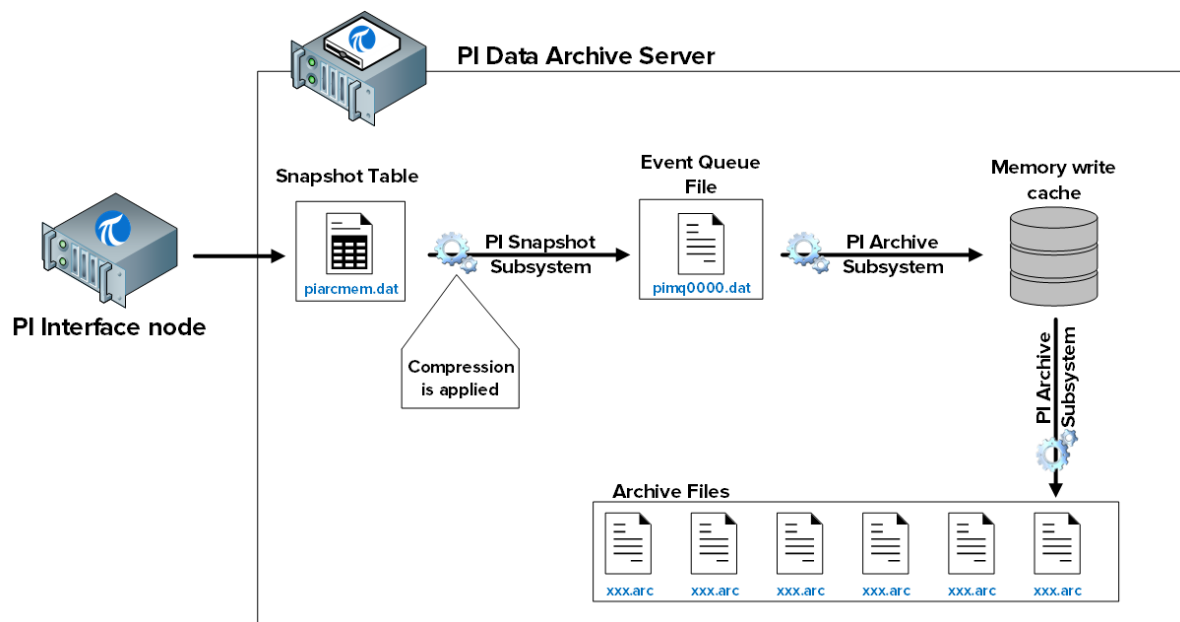 PI Data Archive Server
Event Queue
File
Memory write
cache
Snapshot Table
PI Snapshot
Subsystem
PI Archive
Subsystem
piarcmem.dat
pimq0000.dat
PI Interface node
Compression
is applied
PI Archive
Subsystem
Archive Files
xxx.arc
xxx.arc
xxx.arc
xxx.arc
xxx.arc
xxx.arc